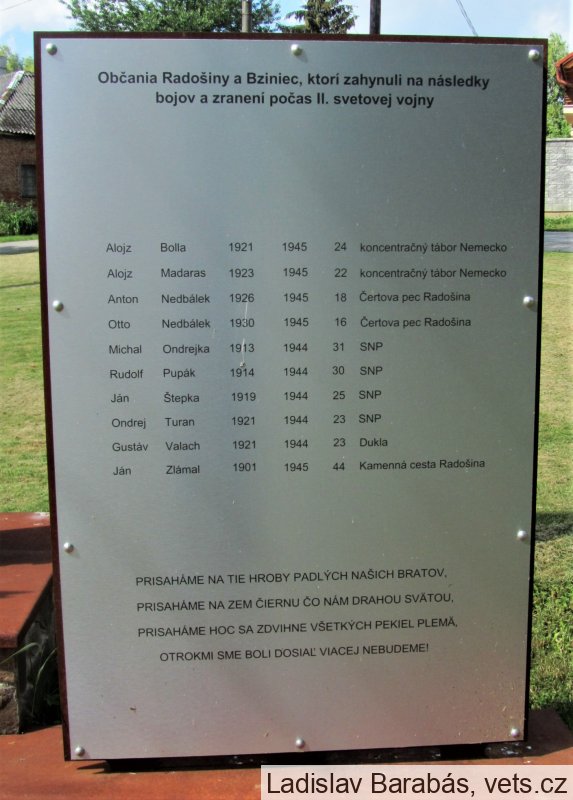 Občania Radošiny a Bziniec, ktorí zahynuli na následky
bojov a zranení počas II. svetovej vojny
Alojz Bolla 1921 1945 24 koncentračný tábor Nemecko
Alojz Madaras 1923 1945 22 koncentračný tábor Nemecko
Anton Nedbálek 1926 1945 18 Čertova pec Radošina
Otto Nedbálek 1930 1945 16 Čertova pec Radošina
Michal Ondrejka 1913 1944 31 SNP
Rudolf Pupák 1914 1944 30 SNP
Ján Štepka 1919 1944 25 SNP
Ondrej Turan 1921 1944 23 SNP
Gustáv Valach 1921 1944 23 Dukla
Ján Zlámal 1901 1945 44 Kamenná cesta Radošina
PRISAHÁME NA TIE HROBY PADLÝCH NAŠICH BRATOV,
PRISAHÁME NA ZEM ČIERNU ČO NÁM DRAHOU SVÄTOU,
PRISAHÁME HOC SA ZDVIHNE VŠETKÝCH PEKIEL PLEMÄ,
OTROKMI SME BOLI DOSIAĽ VIACEJ NEBUDEME!
Ladislav Barabás, vets.cz